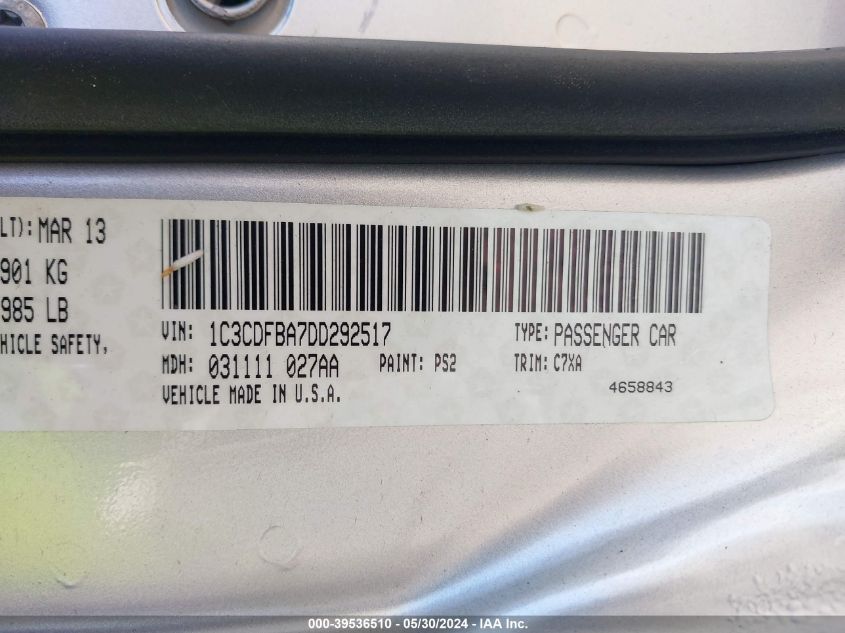 LT): MAR 13
901 KG
985 LB
HICLE SAFETY,
VIN: 1C3CDFBA7DD292517
TYPE: PASSENGER CAR
MDH: 031111 027AA
PAINT: PS2
TRIM: C7XA
VEHICLE MADE IN U.S.A.
4658843
000-39536510 - 05/30/2024 - IAA Inc.